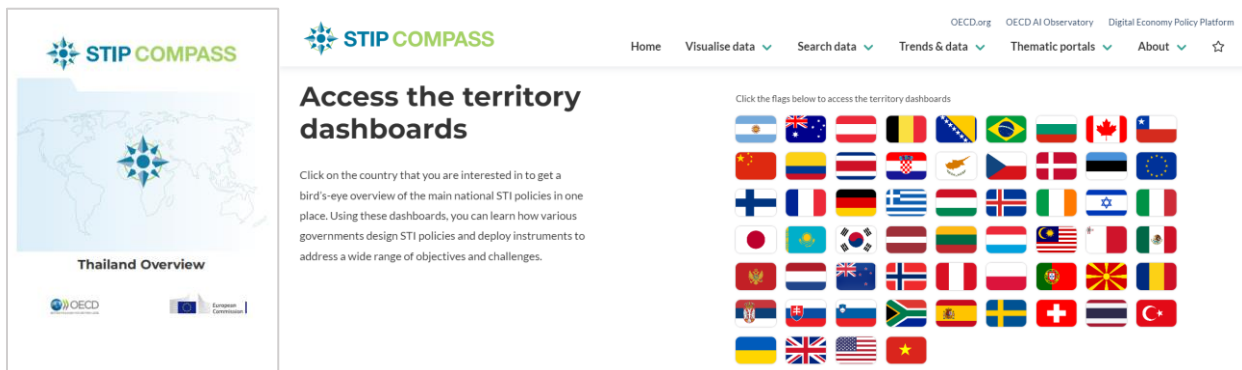 STIP COMPASS
Thailand Overview
OECD
European
Commission
STIP COMPASS
OECD.org OECD AI Observatory Digital Economy Policy Platform
Home Visualise data Search data Trends & data Thematic portals About
Access the territory
dashboards
Click on the country that you are interested in to get a
bird's-eye overview of the main national STI policies in one
place. Using these dashboards, you can learn how various
governments design STI policies and deploy instruments to
address a wide range of objectives and challenges.
Click the flags below to access the territory dashboards